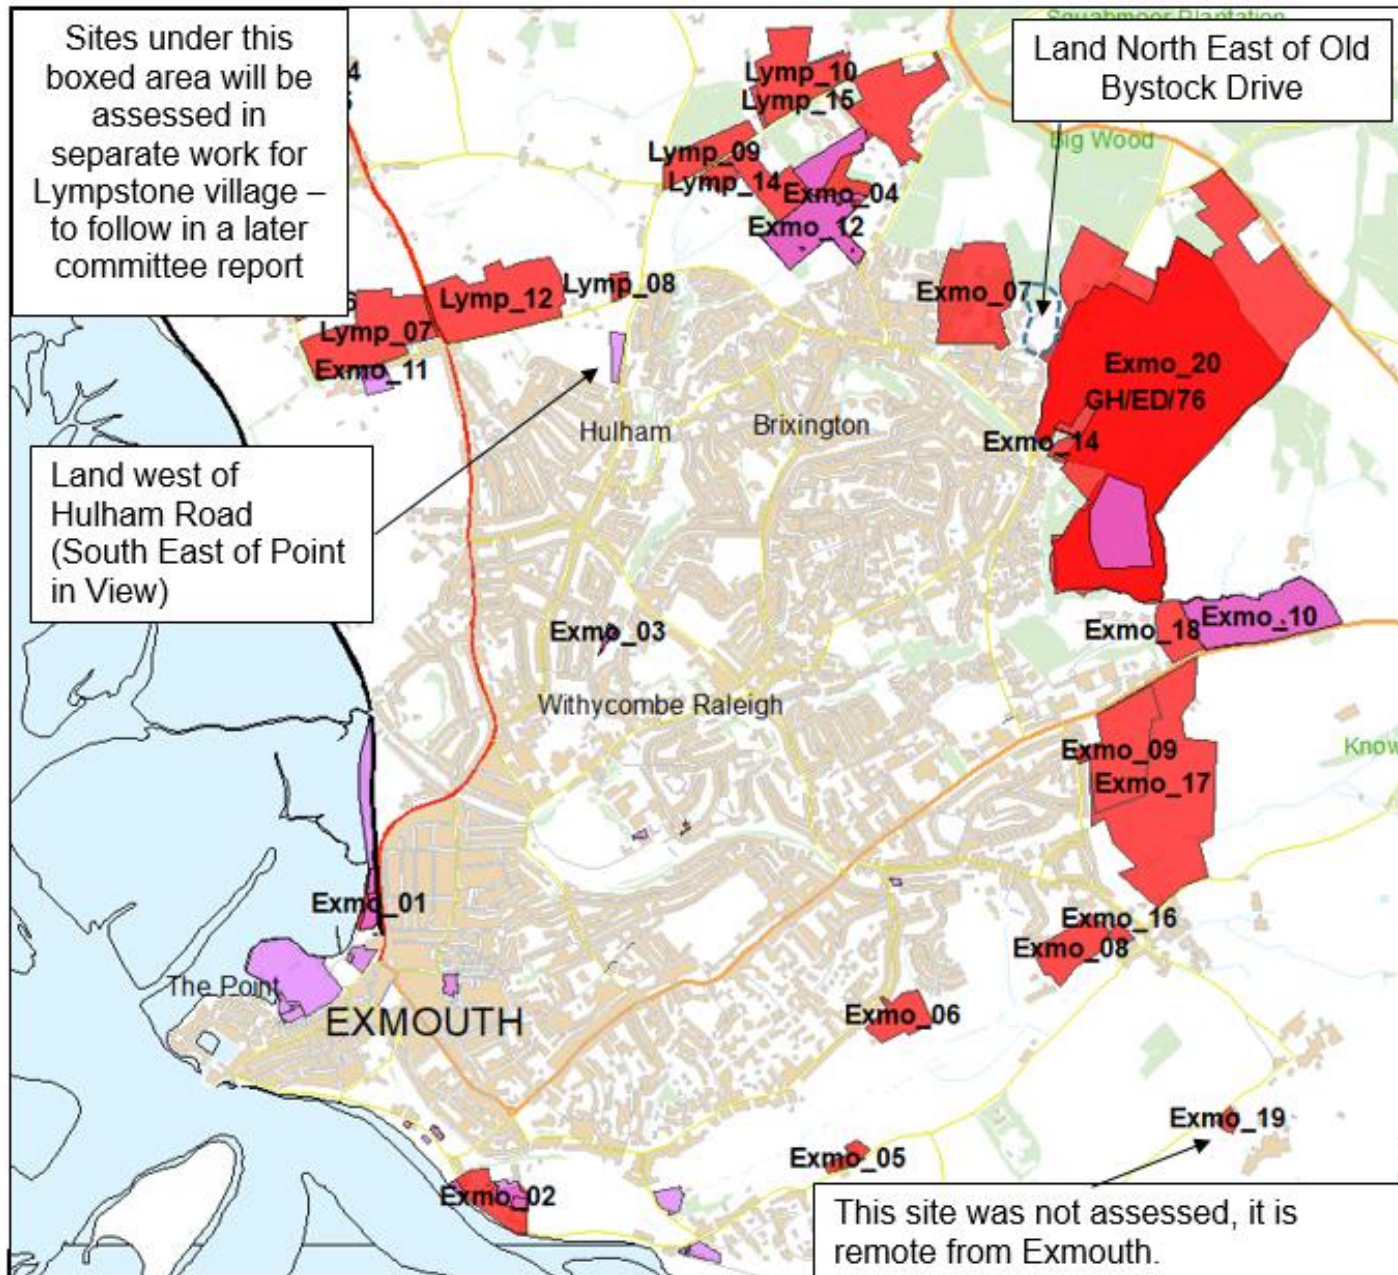 Sites under this
boxed area will be
assessed in
separate work for
Lympstone village –
to follow in a later
committee report
Land North East of Old
Bystock Drive
Big Wood
Lymp_10
Lymp_15
Lymp_09
Lymp_14
Exmo_04
Exmo_12
Lymp_08
Lymp_12
Lymp_07
Exmo_11
Exmo_07
Exmo_20
GH/ED/76
Exmo_14
Hulham
Brixington
Land west of
Hulham Road
(South East of Point
in View)
Exmo_03
Exmo_18
Exmo_10
Withycombe Raleigh
Exmo_09
Exmo_17
Know
Exmo_01
Exmo_16
Exmo_08
The Point
EXMOUTH
Exmo_06
Exmo_19
Exmo_05
Exmo_02
This site was not assessed, it is
remote from Exmouth.